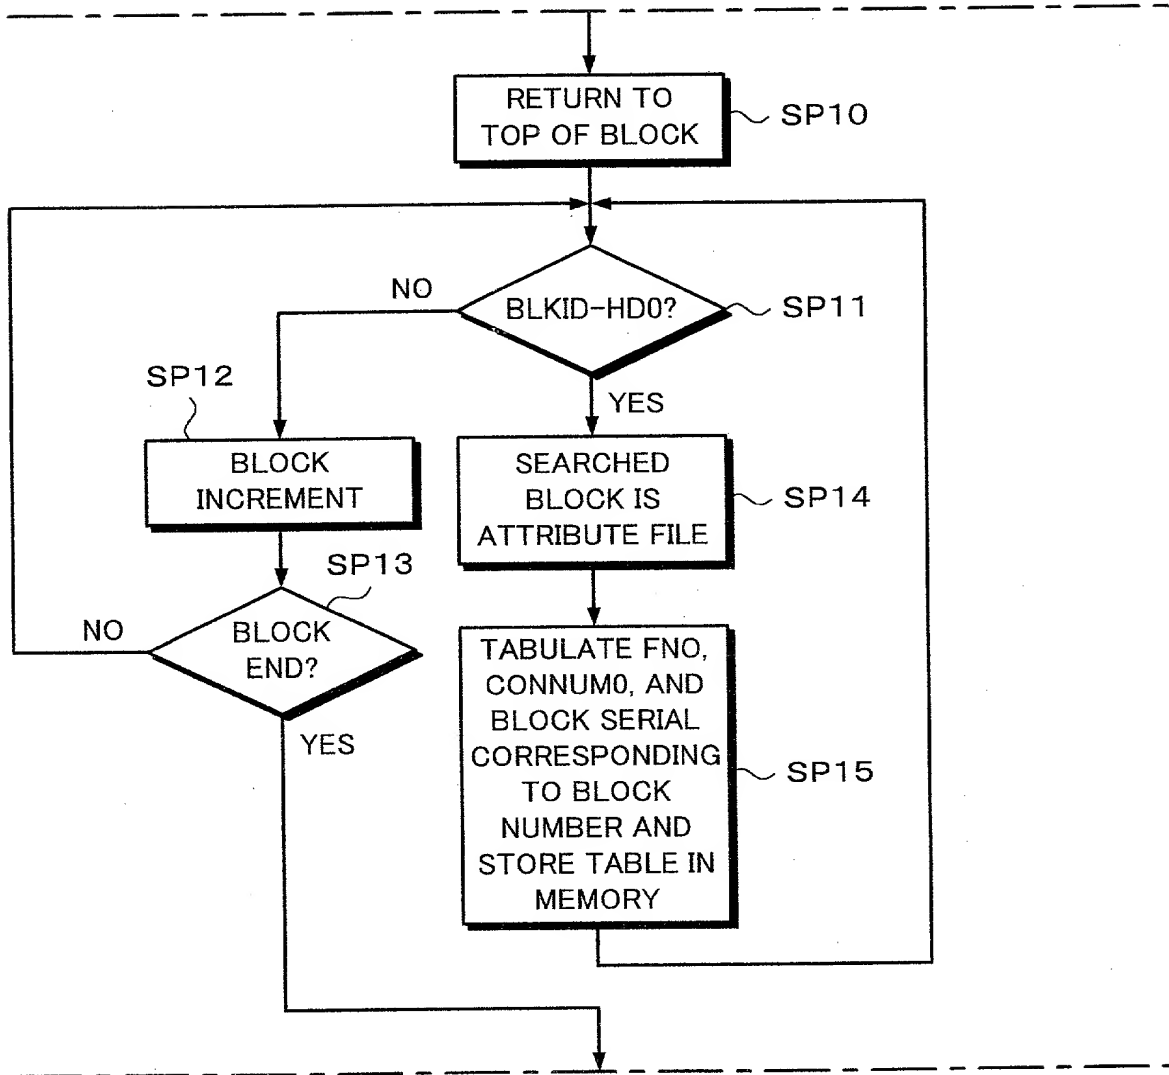 RETURN TO
TOP OF BLOCK
SP10
NO
BLKID-HD0?
SP11
YES
SP12
BLOCK
INCREMENT
SEARCHED
BLOCK IS
ATTRIBUTE FILE
SP14
SP13
NO
BLOCK
END?
YES
TABULATE FNO,
CONNUM0, AND
BLOCK SERIAL
CORRESPONDING
TO BLOCK
NUMBER AND
STORE TABLE IN
MEMORY
SP15